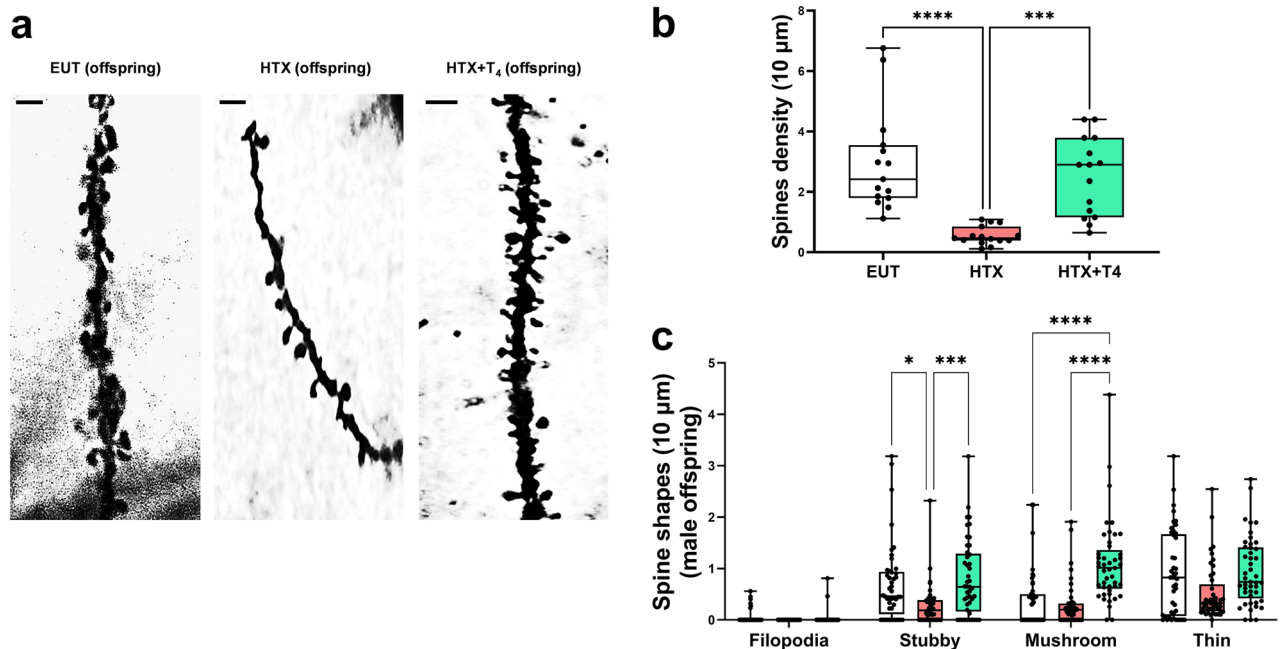 a
EUT (offspring)
HTX (offspring)
HTX+T4 (offspring)
b
Spines density (10 µm)
8
6
4
2
0
****
***
EUT
HTX
HTX+T4
c
Spine shapes (10 µm)
(male offspring)
5
4
3
2
1
0
*
***
****
****
Filopodia
Stubby
Mushroom
Thin